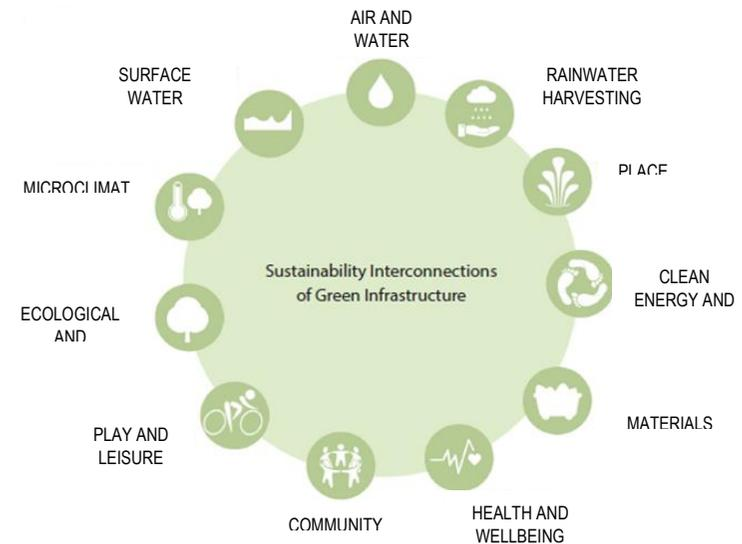 AIR AND
WATER
RAINWATER
HARVESTING
PLACE
CLEAN
ENERGY AND
MATERIALS
HEALTH AND
WELLBEING
COMMUNITY
PLAY AND
LEISURE
ECOLOGICAL
AND
MICROCLIMAT
SURFACE
WATER
Sustainability Interconnections
of Green Infrastructure